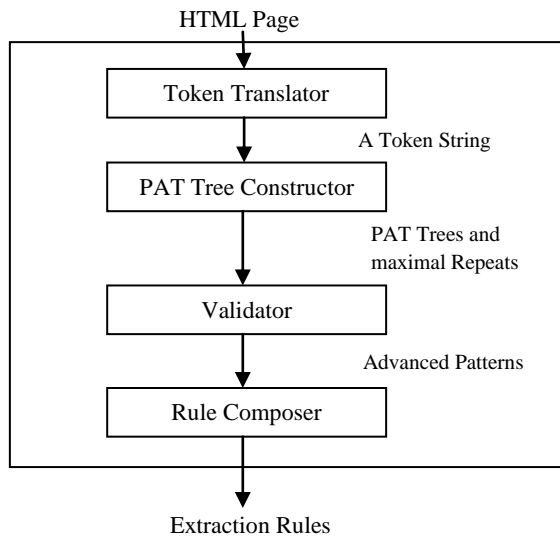 HTML Page
Token Translator
A Token String
PAT Tree Constructor
PAT Trees and
maximal Repeats
Validator
Advanced Patterns
Rule Composer
Extraction Rules